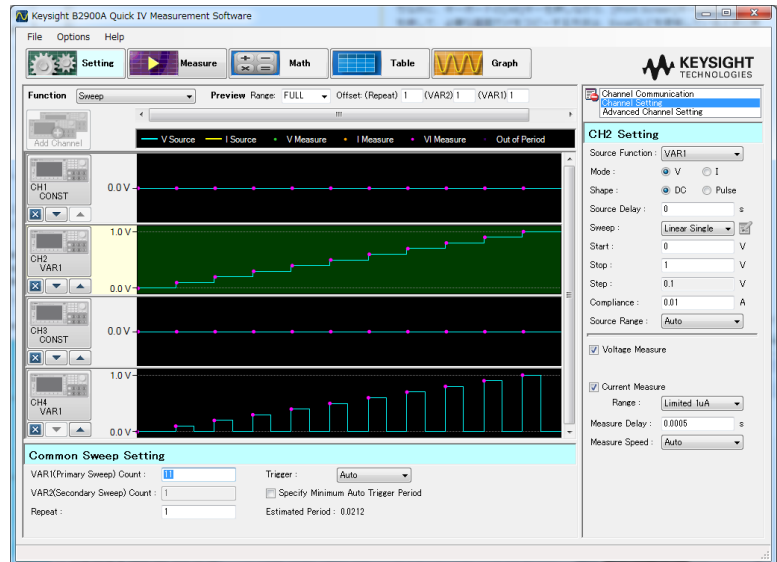 Keysight B2900A Quick IV Measurement Software
File Options Help
Setting Measure Math Table Graph
KEYSIGHT
TECHNOLOGIES
Function Sweep Preview Range: FULL Offset: (Repeat) 1 (VAR2) 1 (VAR1) 1
Add Channel
V Source I Source V Measure I Measure VI Measure Out of Period
CH1
CONST
0.0 V
CH2
VAR1
1.0 V
0.0 V
CH3
CONST
0.0 V
CH4
VAR1
1.0 V
0.0 V
Common Sweep Setting
VAR1(Primary Sweep) Count : 11 Trigger : Auto
VAR2(Secondary Sweep) Count : 1 Specify Minimum Auto Trigger Period
Repeat : 1 Estimated Period : 0.0212
Channel Communication
Channel Setting
Advanced Channel Setting
CH2 Setting
Source Function : VAR1
Mode : V I
Shape : DC Pulse
Source Delay : 0 s
Sweep : Linear Single
Start : 0 V
Stop : 1 V
Step : 0.1 V
Compliance : 0.01 A
Source Range : Auto
Voltage Measure
Current Measure
Range : Limited 1uA
Measure Delay : 0.0005 s
Measure Speed : Auto